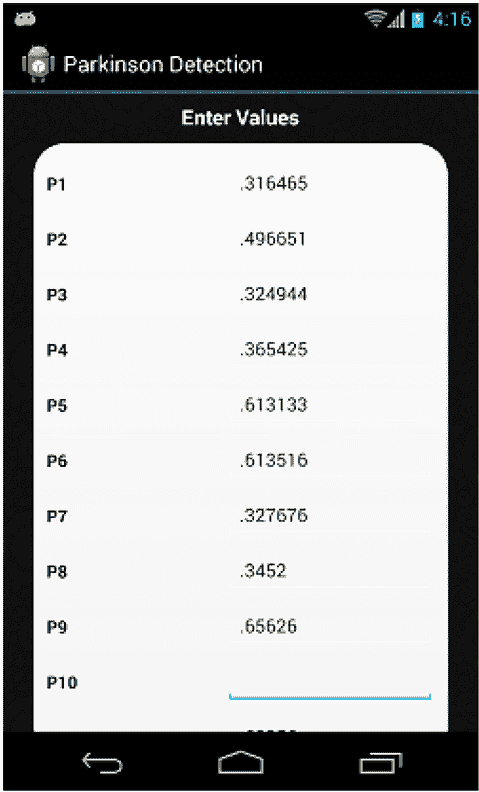 4:16
Parkinson Detection
Enter Values
P1 .316465
P2 .496651
P3 .324944
P4 .365425
P5 .613133
P6 .613516
P7 .327676
P8 .3452
P9 .65626
P10